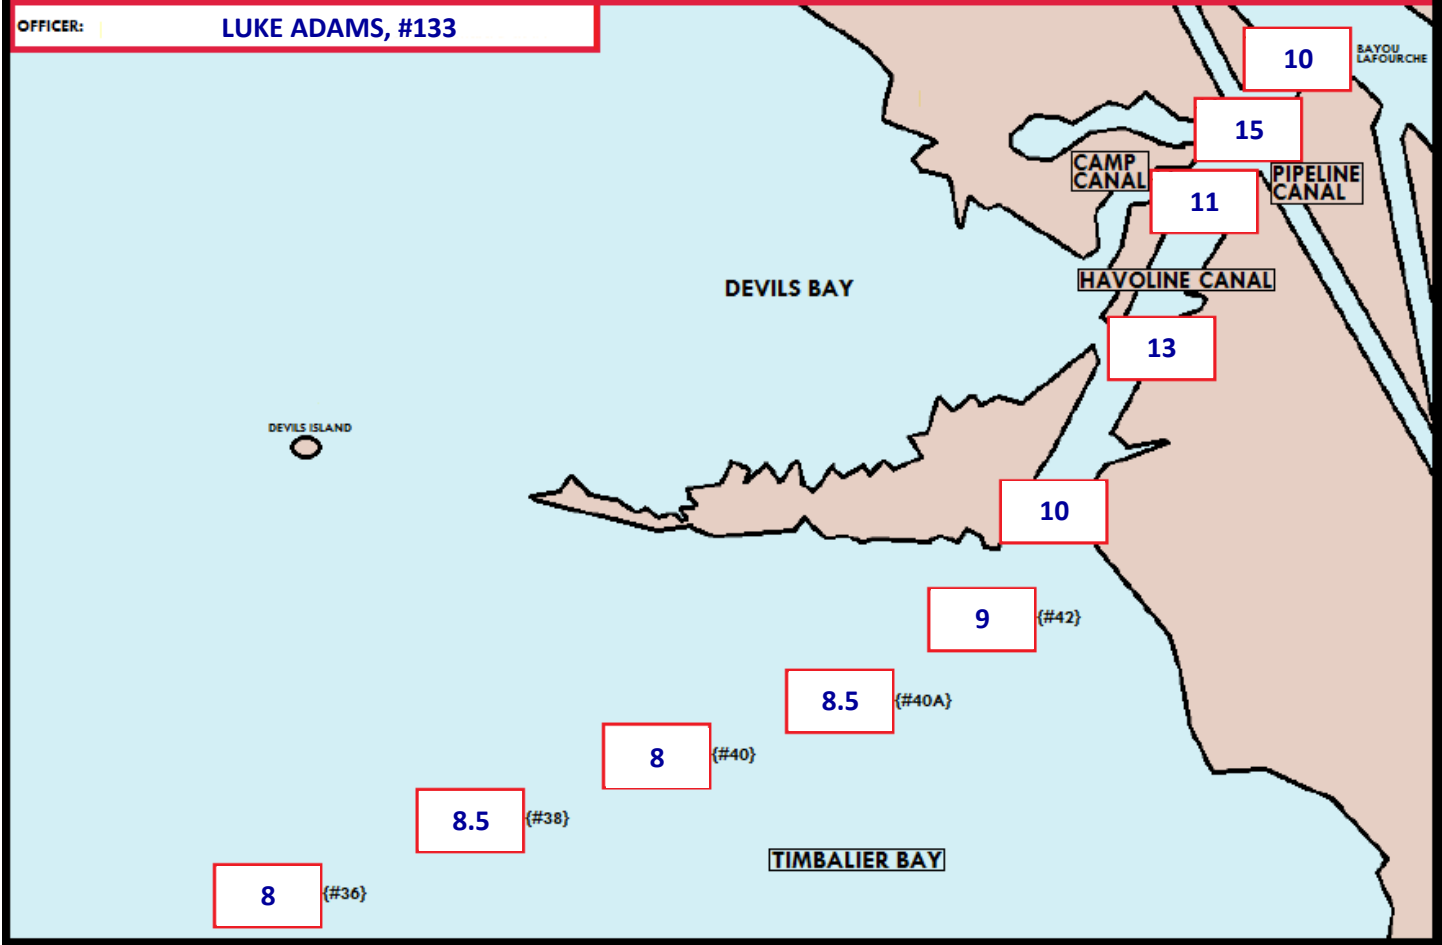 OFFICER: LUKE ADAMS, #133
10
BAYOU
LAFOURCHE
15
CAMP
CANAL
PIPELINE
CANAL
11
HAVOLINE CANAL
DEVILS BAY
13
DEVILS ISLAND
10
9 {#42}
8.5 {#40A}
8 {#40}
8.5 {#38}
TIMBALIER BAY
8 {#36}